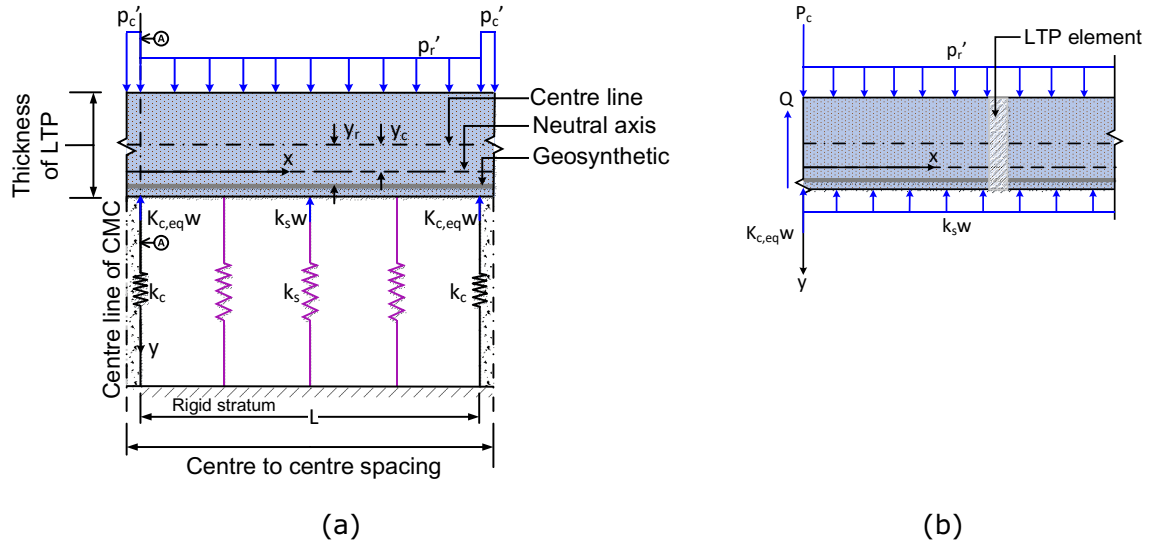 pc′
pc′
A
pr′
Centre line
Neutral axis
Geosynthetic
Thickness
of LTP
yr
yc
x
Kc,eqw
ksw
Kc,eqw
A
kc
ks
kc
y
Centre line of CMC
Rigid stratum
L
Centre to centre spacing
(a)
Pc
LTP element
pr′
Q
x
Kc,eqw
ksw
y
(b)